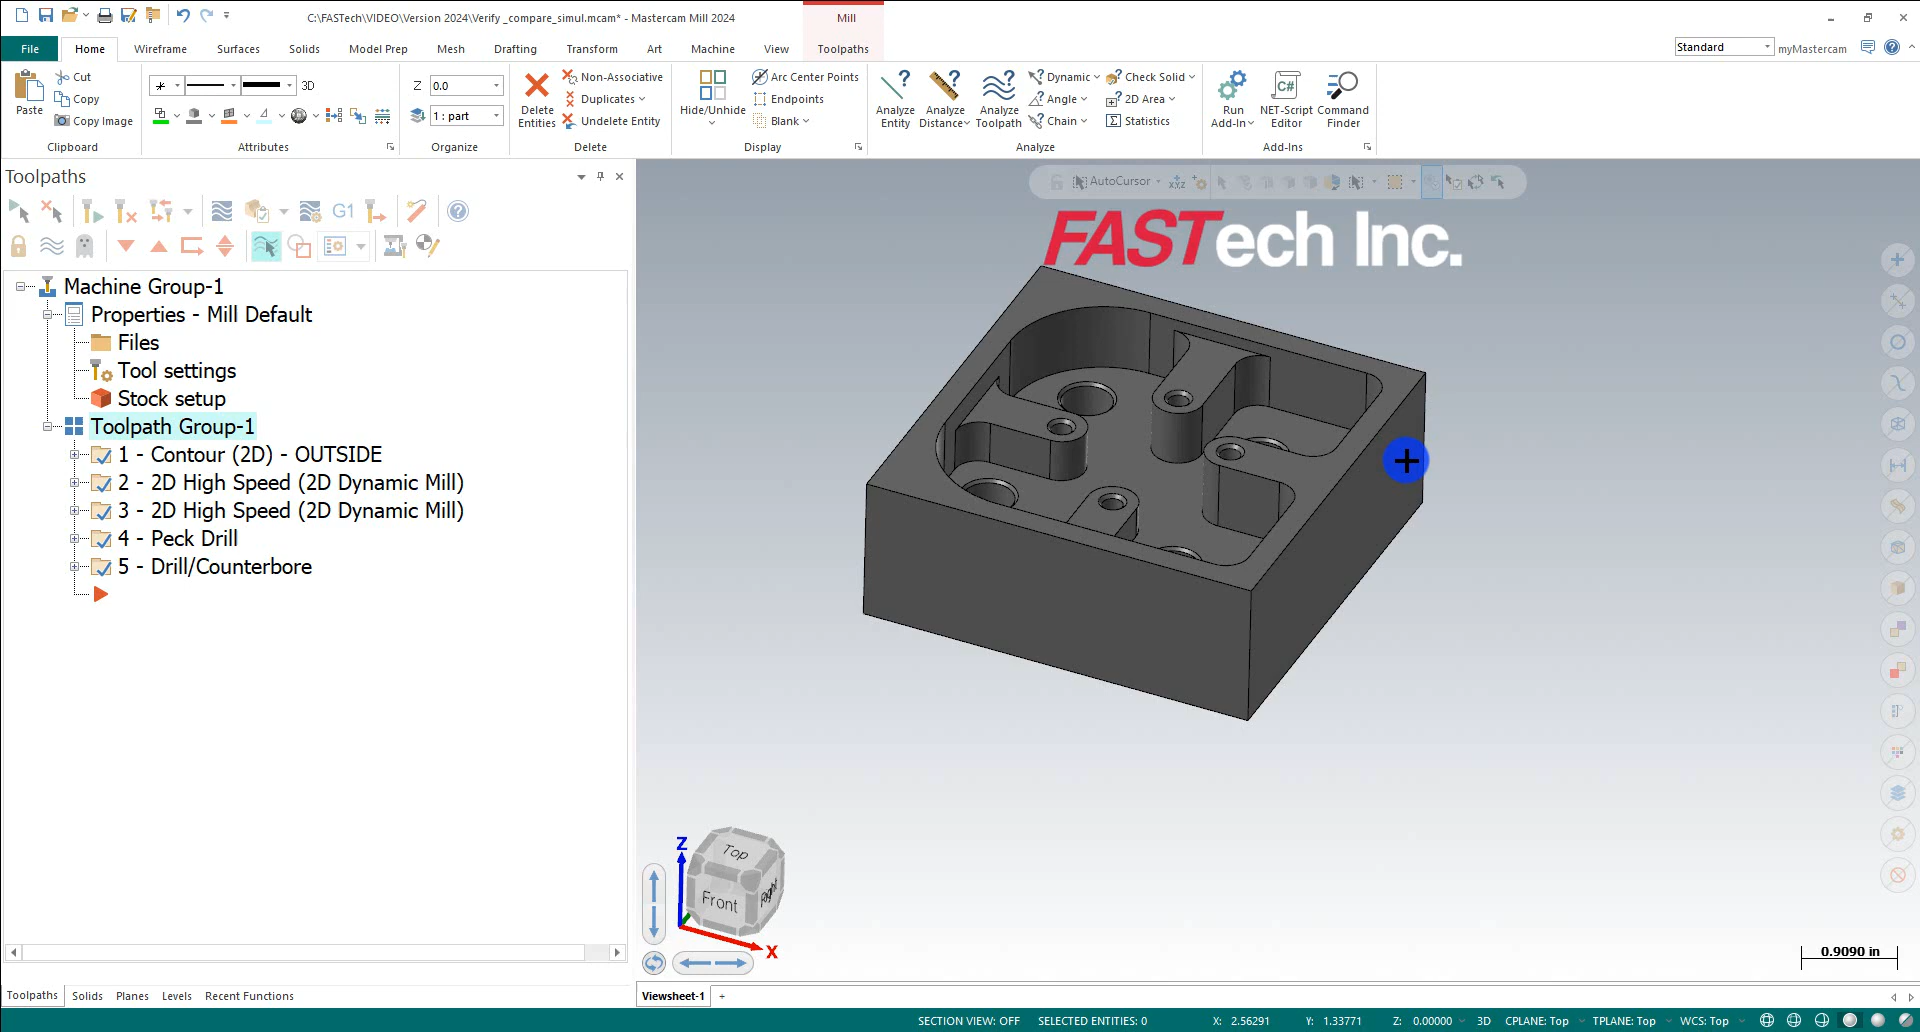 C:\FASTech\VIDEO\Version 2024\Verify _compare_simul.mcam* - Mastercam Mill 2024
Mill
File Home Wireframe Surfaces Solids Model Prep Mesh Drafting Transform Art Machine View Toolpaths
Standard myMastercam
Paste Cut Copy Copy Image
Clipboard
3D
Attributes
Z 0.0
1 : part
Organize
Delete Entities
Non-Associative
Duplicates
Undelete Entity
Delete
Hide/Unhide
Arc Center Points
Endpoints
Blank
Display
Analyze Entity
Analyze Distance
Analyze Toolpath
Dynamic
Angle
Chain
Check Solid
2D Area
Statistics
Analyze
Run Add-In
C#
NET-Script Editor
Command Finder
Add-Ins
Toolpaths
G1
Machine Group-1
Properties - Mill Default
Files
Tool settings
Stock setup
Toolpath Group-1
1 - Contour (2D) - OUTSIDE
2 - 2D High Speed (2D Dynamic Mill)
3 - 2D High Speed (2D Dynamic Mill)
4 - Peck Drill
5 - Drill/Counterbore
AutoCursor
FASTech Inc.
Z
Top
Front
Right
X
0.9090 in
Toolpaths Solids Planes Levels Recent Functions
Viewsheet-1 +
SECTION VIEW: OFF SELECTED ENTITIES: 0 X: 2.56291 Y: 1.33771 Z: 0.00000 3D CPLANE: Top TPLANE: Top WCS: Top